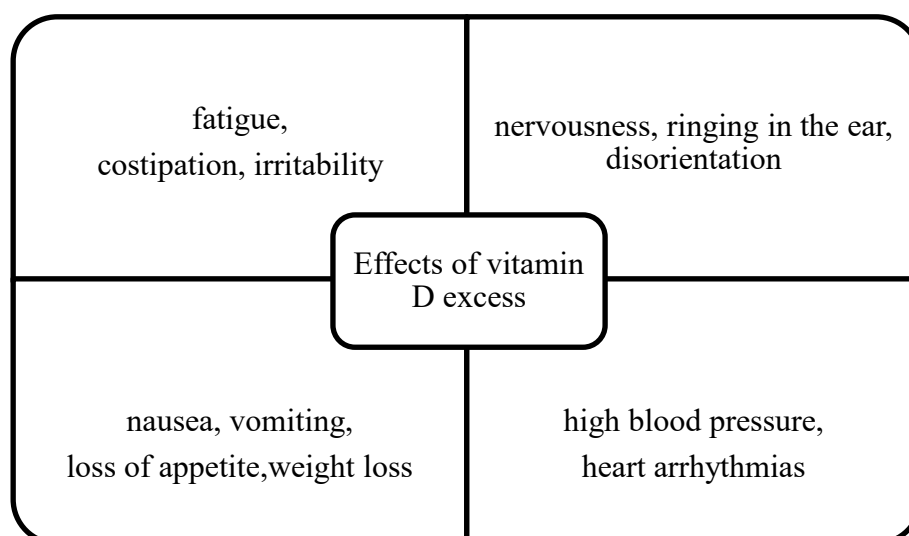 fatigue,
costipation, irritability
nervousness, ringing in the ear,
disorientation
Effects of vitamin
D excess
nausea, vomiting,
loss of appetite,weight loss
high blood pressure,
heart arrhythmias